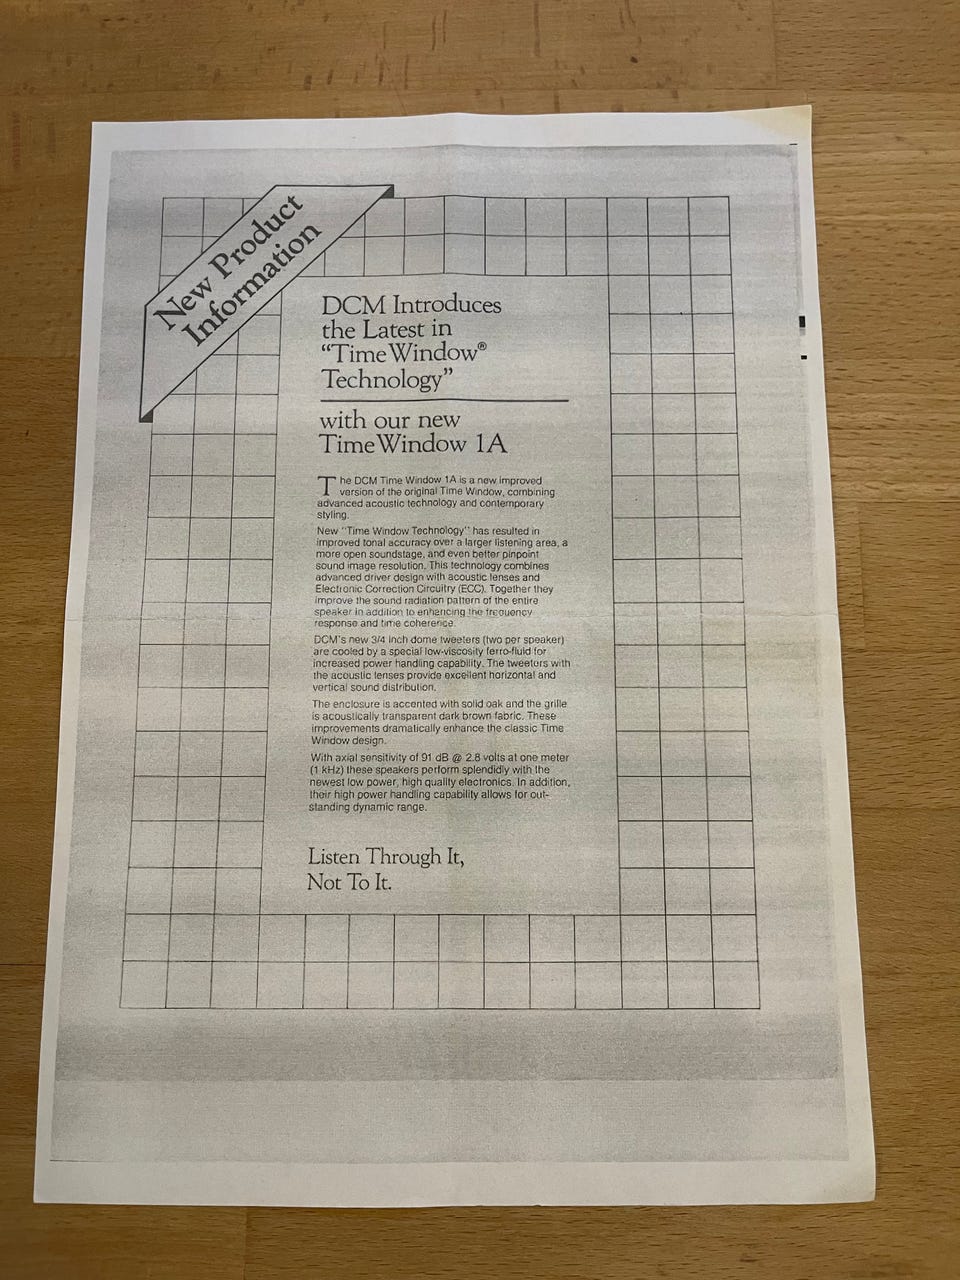 New Product
Information
DCM Introduces
the Latest in
“Time Window®
Technology”
with our new
Time Window 1A
The DCM Time Window 1A is a new improved
version of the original Time Window, combining
advanced acoustic technology and contemporary
styling.
New “Time Window Technology” has resulted in
improved tonal accuracy over a larger listening area, a
more open soundstage, and even better pinpoint
sound image resolution. This technology combines
advanced driver design with acoustic lenses and
Electronic Correction Circuitry (ECC). Together they
improve the sound radiation pattern of the entire
speaker in addition to enhancing the frequency
response and time coherence.
DCM’s new 3/4 inch dome tweeters (two per speaker)
are cooled by a special low-viscosity ferro-fluid for
increased power handling capability. The tweeters with
the acoustic lenses provide excellent horizontal and
vertical sound distribution.
The enclosure is accented with solid oak and the grille
is acoustically transparent dark brown fabric. These
improvements dramatically enhance the classic Time
Window design.
With axial sensitivity of 91 dB @ 2.8 volts at one meter
(1 kHz) these speakers perform splendidly with the
newest low power, high quality electronics. In addition,
their high power handling capability allows for out-
standing dynamic range.
Listen Through It,
Not To It.